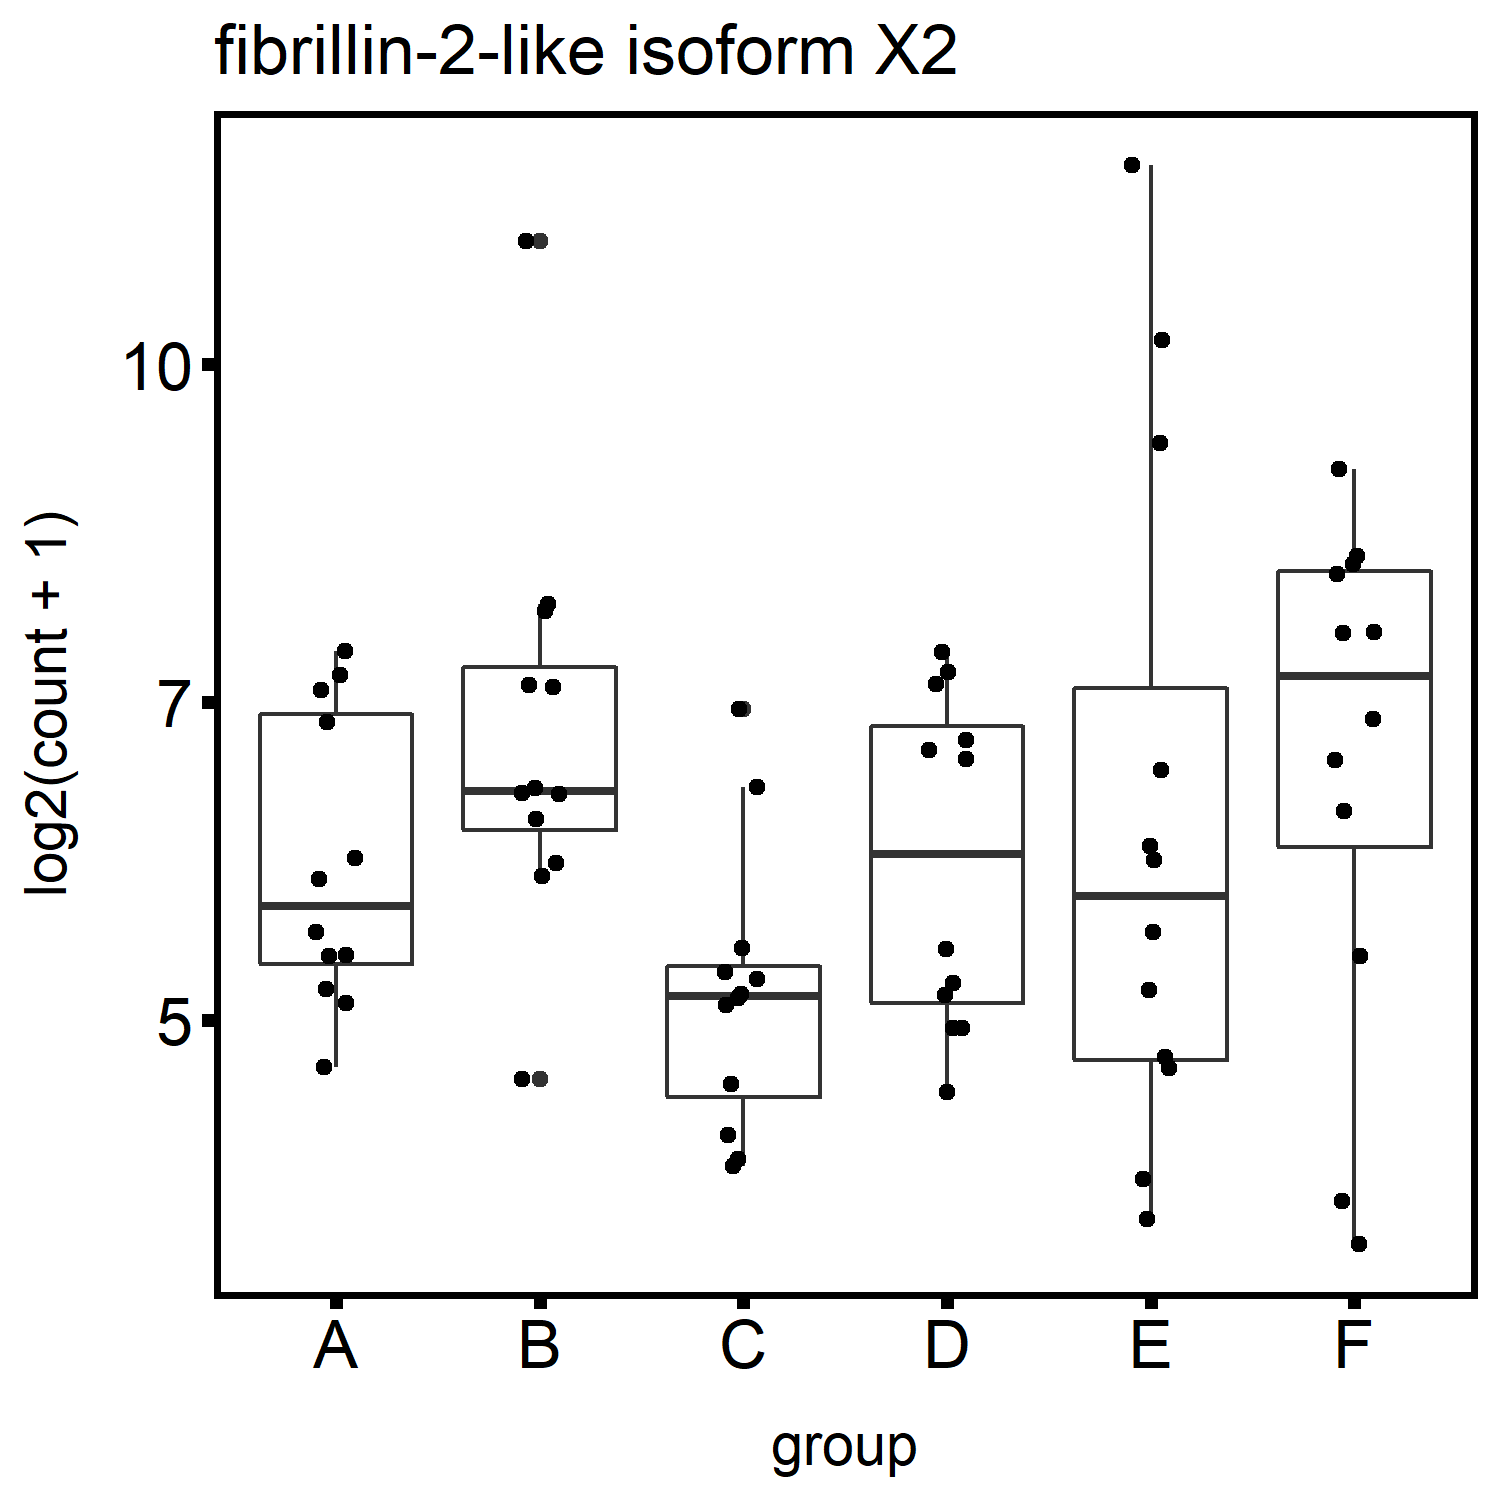 fibrillin-2-like isoform X2
log2(count + 1)
10
7
5
A B C D E F
group